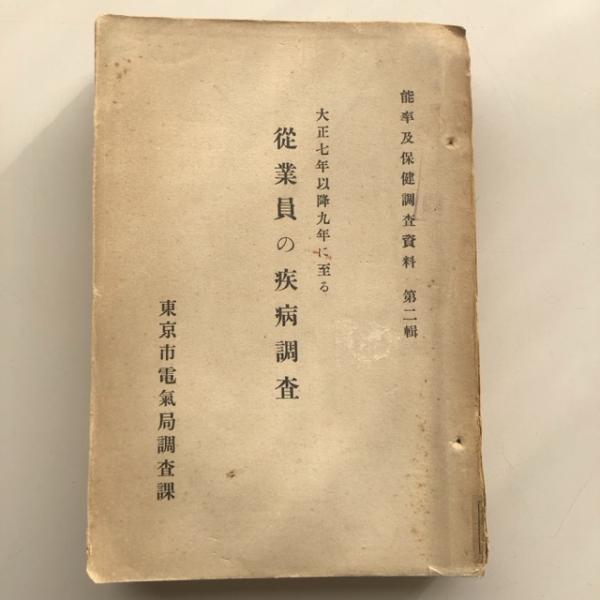 能率及保健調査資料　第二輯
大正七年以降九年に至る
從業員の疾病調査
東京市電氣局調査課